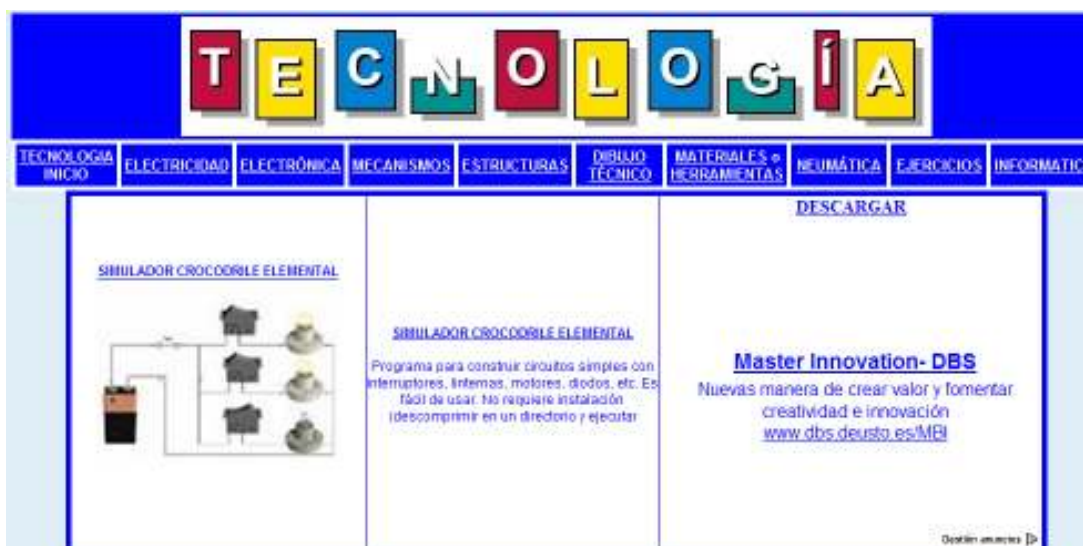 TECNOLOGÍA
TECNOLOGIA
INICIO
ELECTRICIDAD
ELECTRÓNICA
MECANISMOS
ESTRUCTURAS
DIBUJO
TÉCNICO
MATERIALES e
HERRAMIENTAS
NEUMÁTICA
EJERCICIOS
INFORMATIC
SIMULADOR CROCODRILE ELEMENTAL
SIMULADOR CROCODRILE ELEMENTAL
Programa para construir circuitos simples con
interruptores, linternas, motores, diodos, etc. Es
fácil de usar. No requiere instalación
(descomprimir en un directorio y ejecutar
DESCARGAR
Master Innovation- DBS
Nuevas manera de crear valor y fomentar
creatividad e innovación
www.dbs.deusto.es/MBI
Gestión anuncios